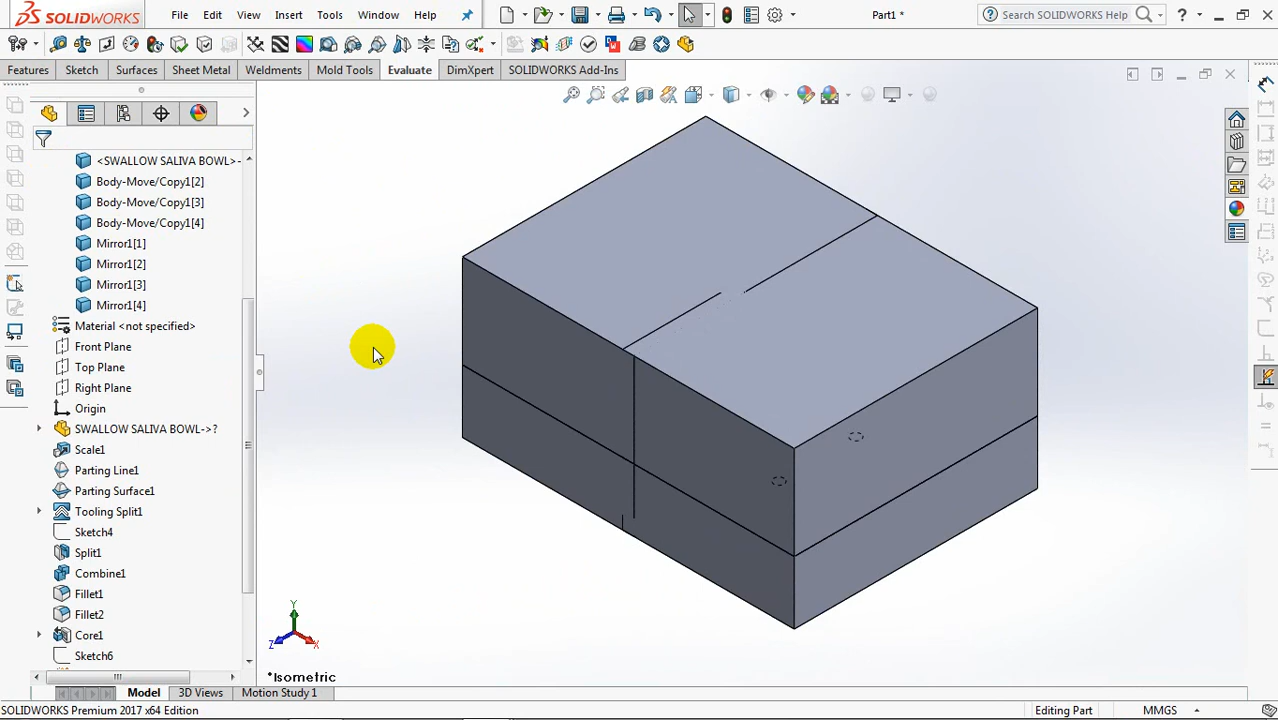 SOLIDWORKS File Edit View Insert Tools Window Help Part1 * Search SOLIDWORKS Help ?
Features Sketch Surfaces Sheet Metal Weldments Mold Tools Evaluate DimXpert SOLIDWORKS Add-Ins
<SWALLOW SALIVA BOWL>-
Body-Move/Copy1[2]
Body-Move/Copy1[3]
Body-Move/Copy1[4]
Mirror1[1]
Mirror1[2]
Mirror1[3]
Mirror1[4]
Material <not specified>
Front Plane
Top Plane
Right Plane
Origin
SWALLOW SALIVA BOWL->?
Scale1
Parting Line1
Parting Surface1
Tooling Split1
Sketch4
Split1
Combine1
Fillet1
Fillet2
Core1
Sketch6
Y
Z X
*Isometric
Model 3D Views Motion Study 1
SOLIDWORKS Premium 2017 x64 Edition Editing Part MMGS